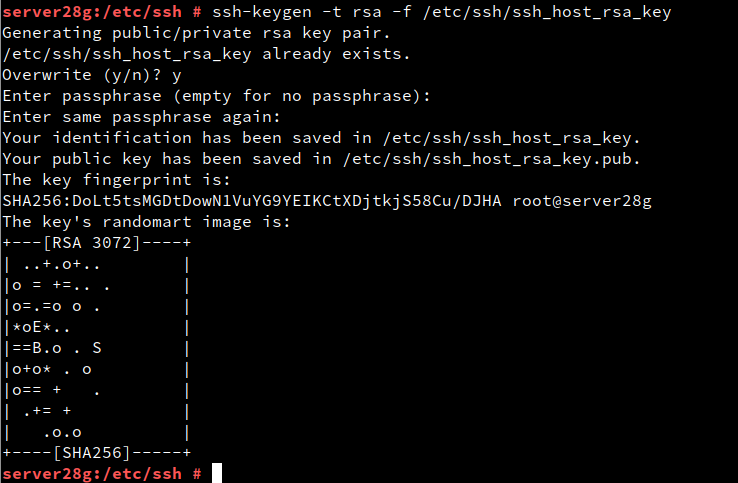 server28g:/etc/ssh # ssh-keygen -t rsa -f /etc/ssh/ssh_host_rsa_key
Generating public/private rsa key pair.
/etc/ssh/ssh_host_rsa_key already exists.
Overwrite (y/n)? y
Enter passphrase (empty for no passphrase):
Enter same passphrase again:
Your identification has been saved in /etc/ssh/ssh_host_rsa_key.
Your public key has been saved in /etc/ssh/ssh_host_rsa_key.pub.
The key fingerprint is:
SHA256:DoLt5tsMGDtDowN1VuYG9YEIKCtXDjtkjS58Cu/DJHA root@server28g
The key's randomart image is:
+---[RSA 3072]----+
| ..+.o+..        |
|o = +=.. .       |
|o=.=o o .        |
|*oE*..           |
|==B.o . S        |
|o+o* . o         |
|o== +   .        |
| .+= +           |
|   .o.o          |
+----[SHA256]-----+
server28g:/etc/ssh #